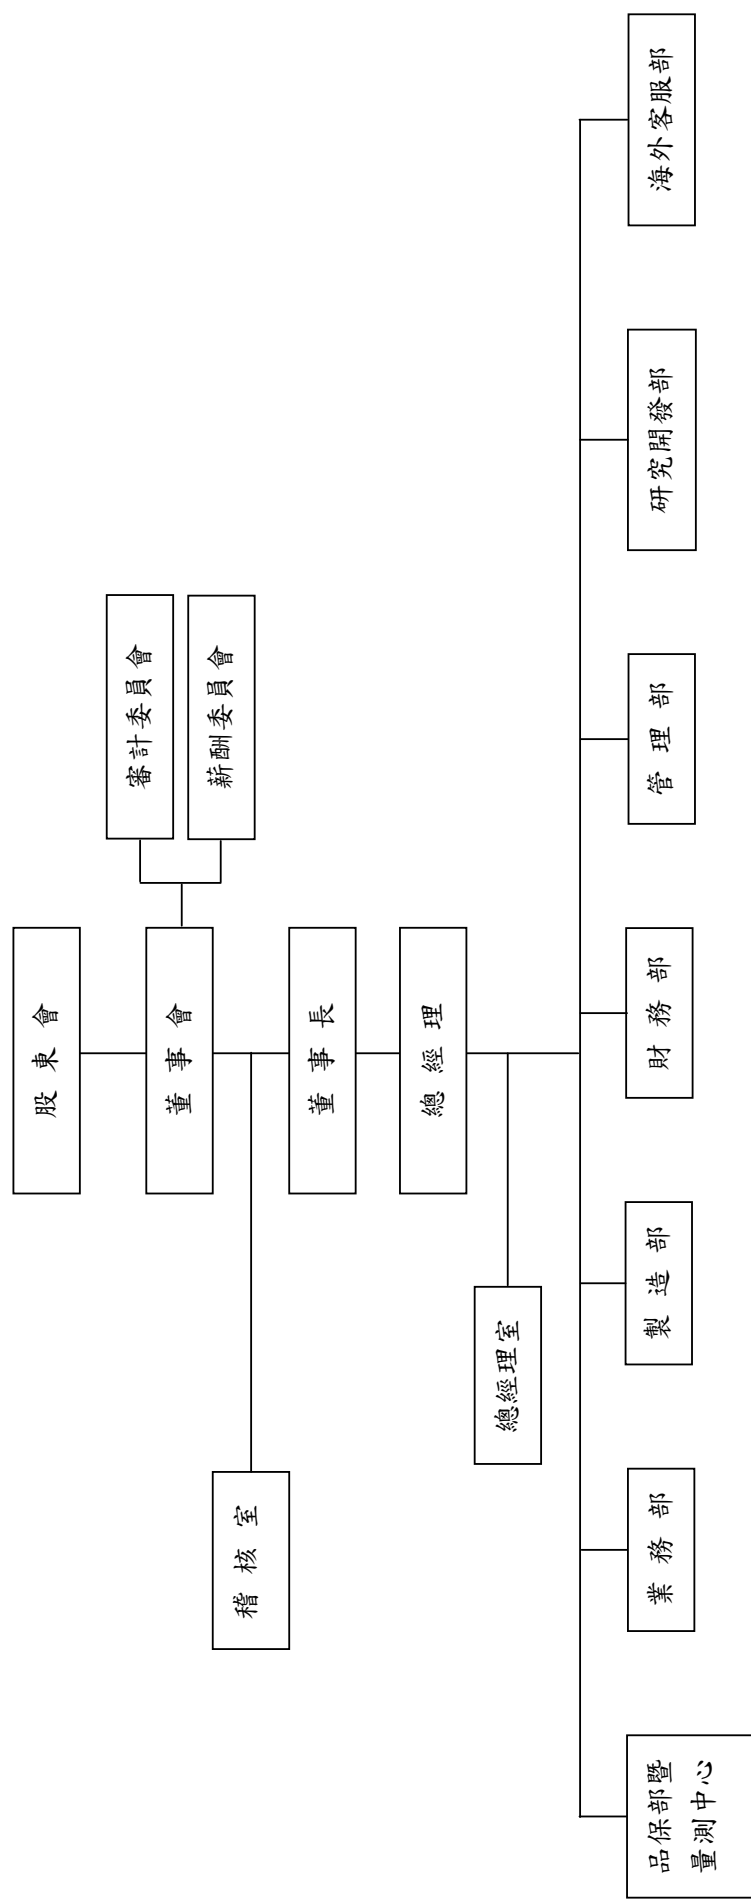 股東會
審計委員會
董事會
薪酬委員會
稽核室
董事長
總經理
總經理室
品保部暨
量測中心
業務部
製造部
財務部
管理部
研究開發部
海外客服部